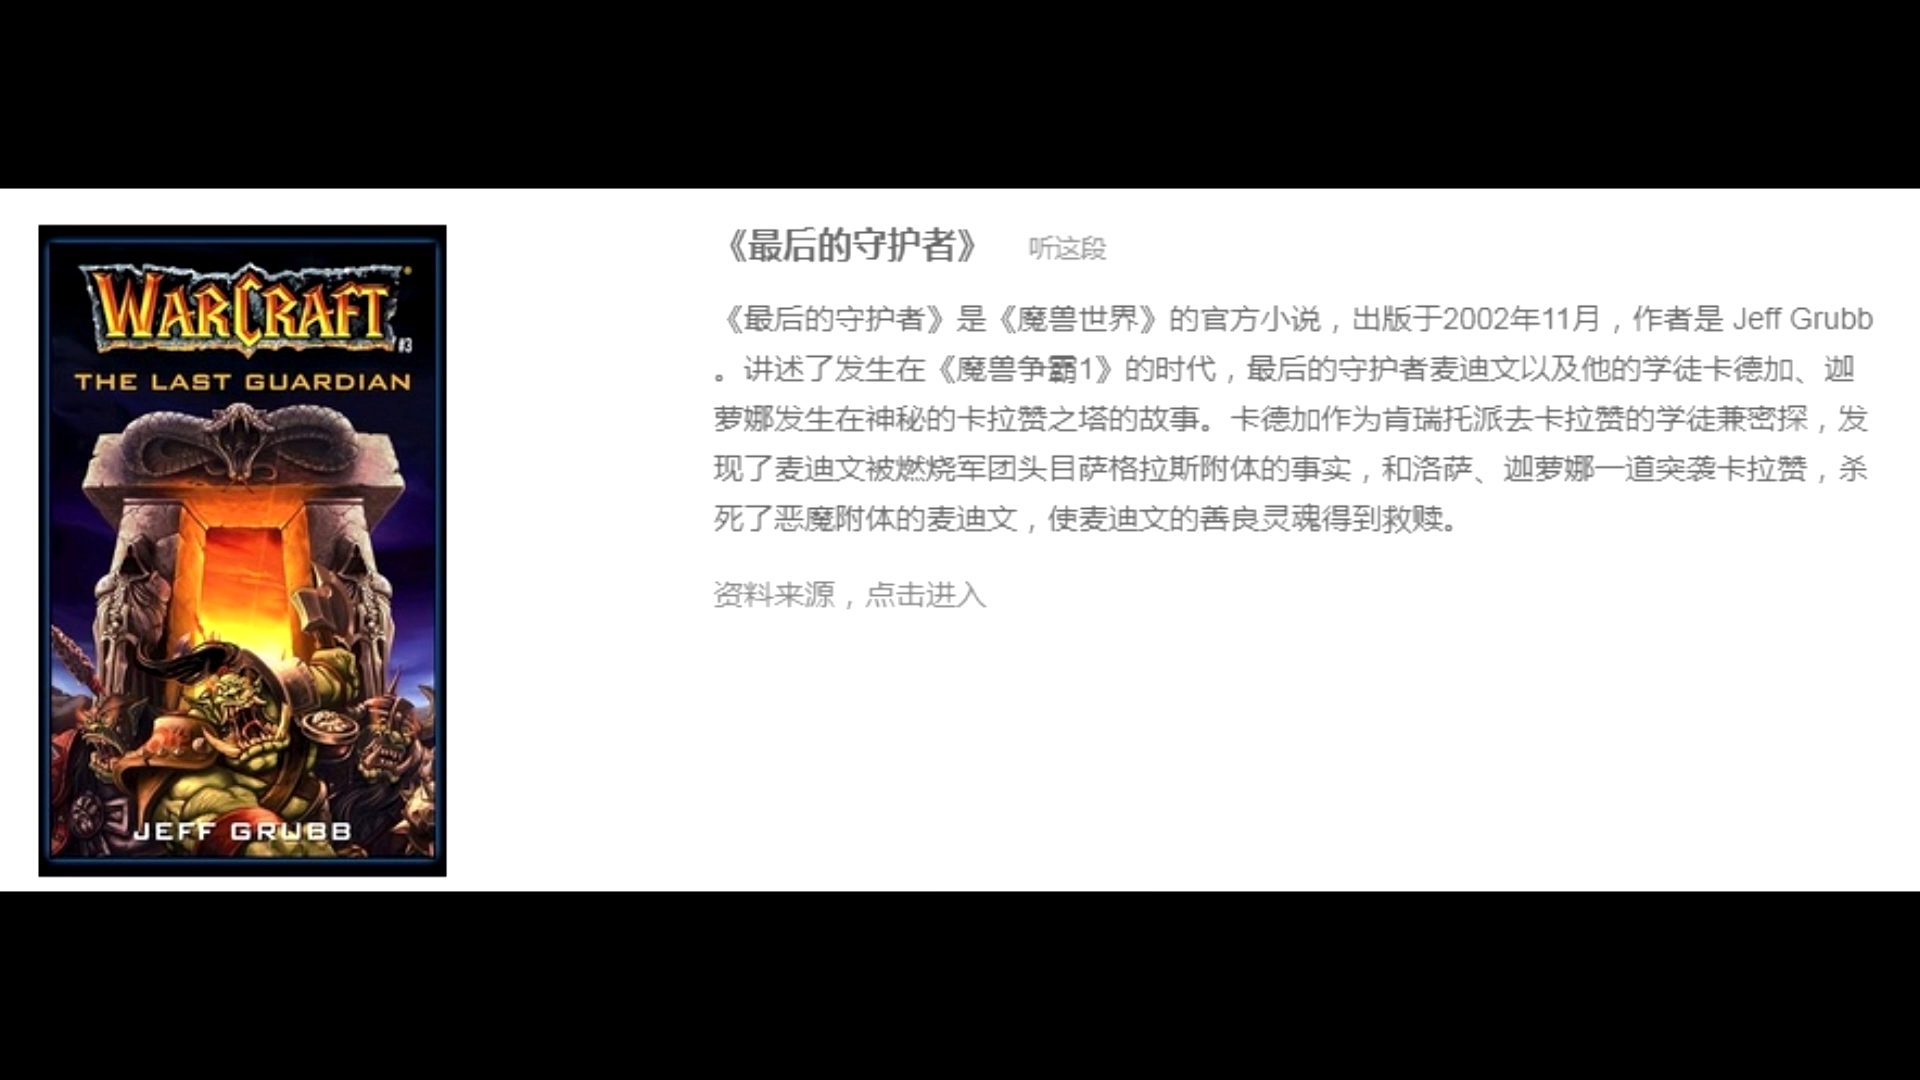 WARCRAFT
#3
THE LAST GUARDIAN
JEFF GRUBB
《最后的守护者》 听这段
《最后的守护者》是《魔兽世界》的官方小说，出版于2002年11月，作者是 Jeff Grubb
。讲述了发生在《魔兽争霸1》的时代，最后的守护者麦迪文以及他的学徒卡德加、迦
萝娜发生在神秘的卡拉赞之塔的故事。卡德加作为肯瑞托派去卡拉赞的学徒兼密探，发
现了麦迪文被燃烧军团头目萨格拉斯附体的事实，和洛萨、迦萝娜一道突袭卡拉赞，杀
死了恶魔附体的麦迪文，使麦迪文的善良灵魂得到救赎。
资料来源，点击进入